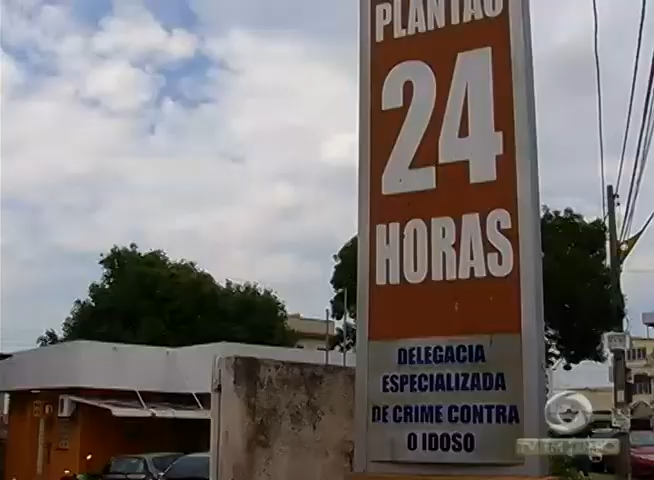 PLANTÃO
24
HORAS
DELEGACIA
ESPECIALIZADA
DE CRIME CONTRA
O IDOSO